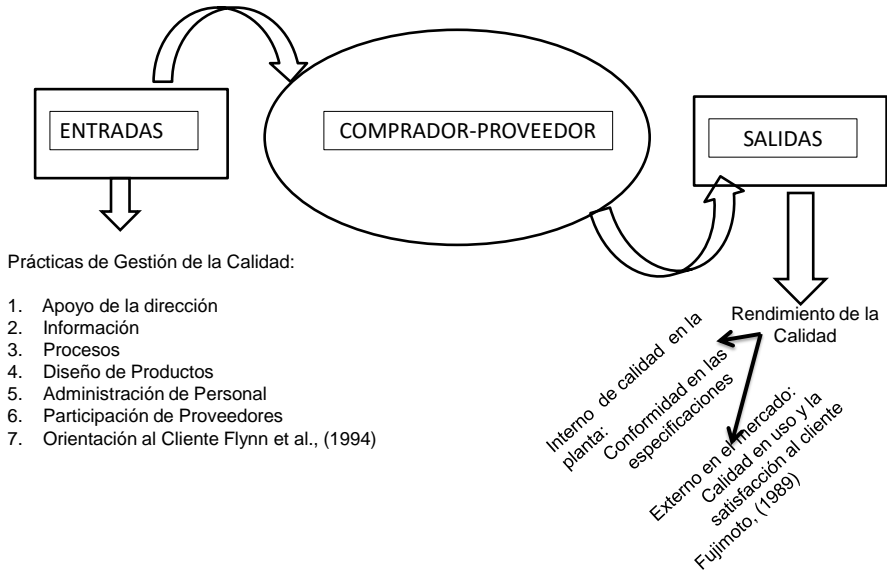 ENTRADAS
COMPRADOR-PROVEEDOR
SALIDAS
Prácticas de Gestión de la Calidad:
1. Apoyo de la dirección
2. Información
3. Procesos
4. Diseño de Productos
5. Administración de Personal
6. Participación de Proveedores
7. Orientación al Cliente Flynn et al., (1994)
Rendimiento de la
Calidad
Interno de calidad en la
planta:
Conformidad en las
especificaciones
Externo en el mercado:
Calidad en uso y la
satisfacción al cliente
Fujimoto, (1989)